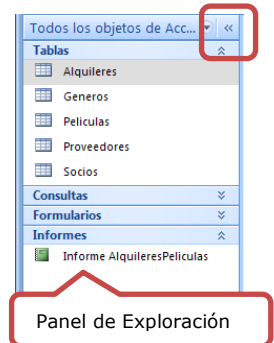 Todos los objetos de Acc...
Tablas
Alquileres
Generos
Peliculas
Proveedores
Socios
Consultas
Formularios
Informes
Informe AlquileresPeliculas
Panel de Exploración